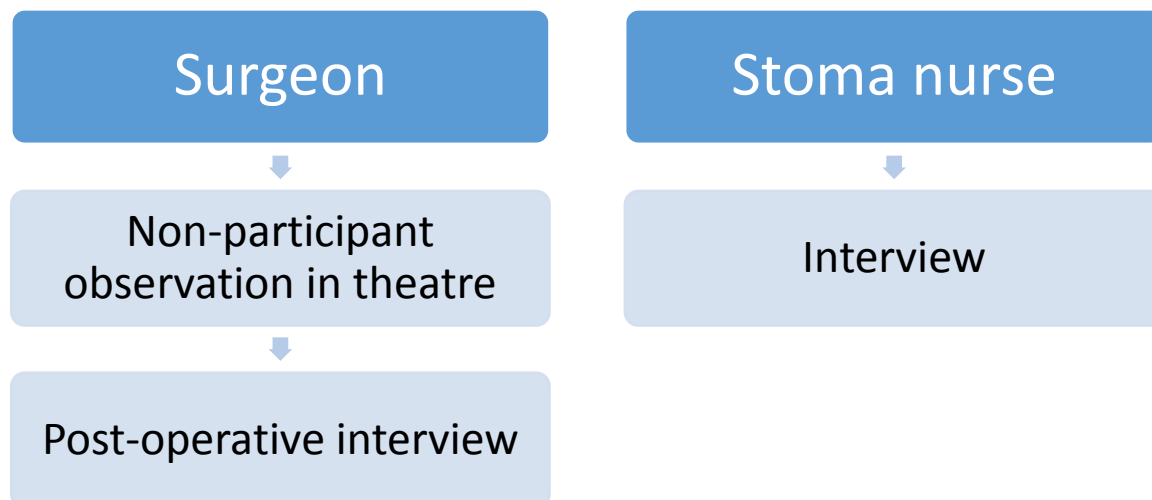 Surgeon
Non-participant
observation in theatre
Post-operative interview
Stoma nurse
Interview